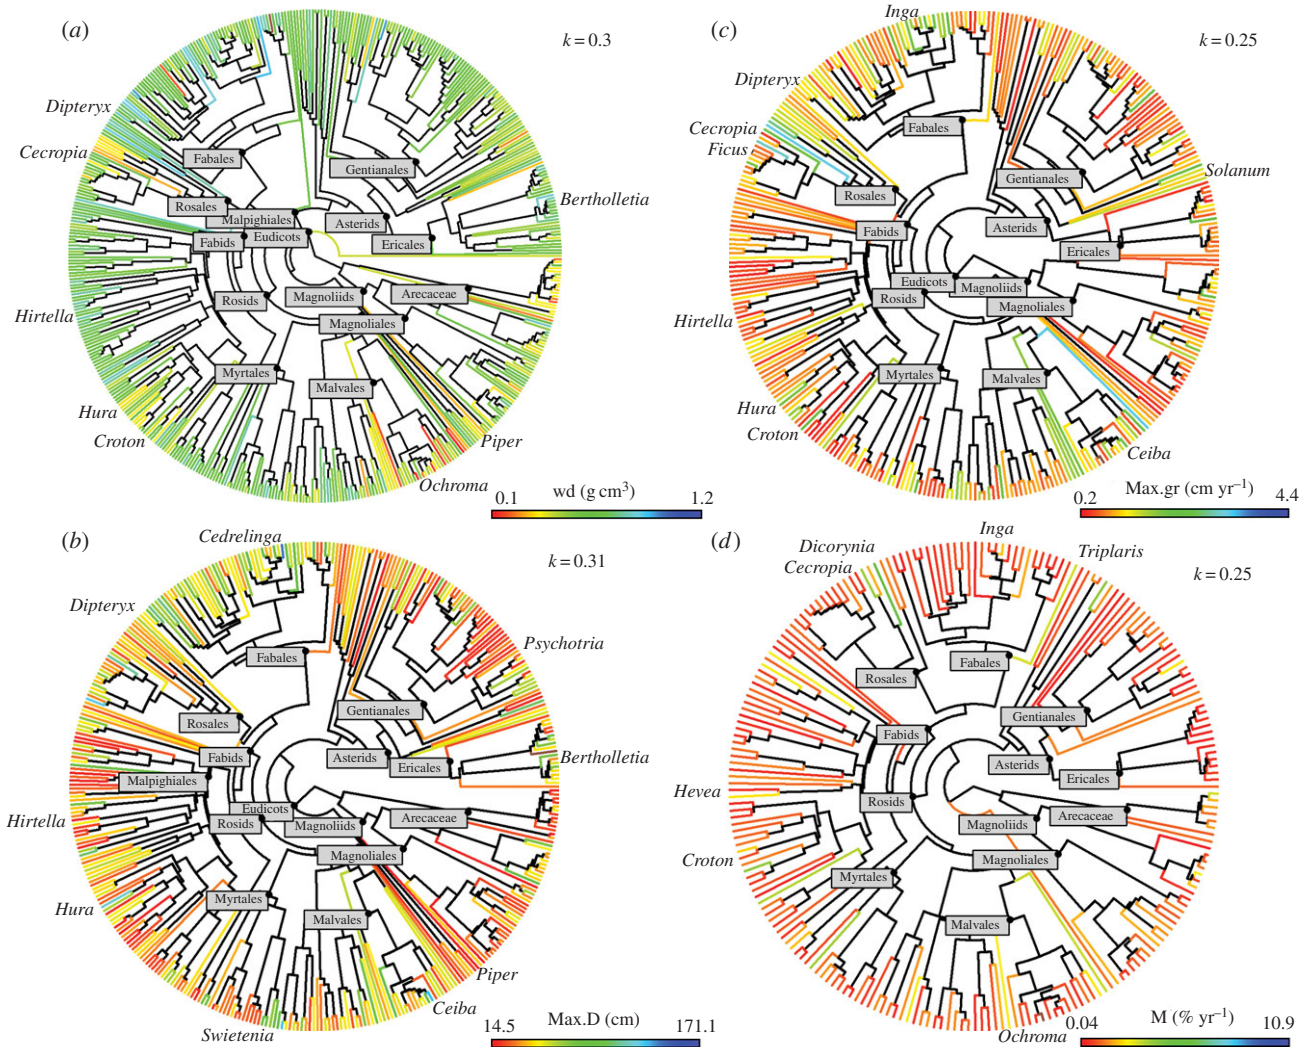 (a)
k = 0.3
Dipteryx
Cecropia
Fabales
Gentianales
Bertholletia
Rosales
Malpighiales
Asterids
Fabids
Eudicots
Ericales
Rosids
Magnoliids
Arecaceae
Hirtella
Magnoliales
Myrtales
Malvales
Hura
Croton
Piper
Ochroma
wd (g cm³)
0.1
1.2
(c)
Inga
k = 0.25
Dipteryx
Cecropia
Ficus
Fabales
Solanum
Gentianales
Rosales
Fabids
Asterids
Ericales
Eudicots
Magnoliids
Rosids
Magnoliales
Hirtella
Myrtales
Malvales
Hura
Croton
Ceiba
Max.gr (cm yr⁻¹)
0.2
4.4
(b)
Cedrelinga
k = 0.31
Dipteryx
Psychotria
Fabales
Gentianales
Rosales
Fabids
Asterids
Ericales
Bertholletia
Malpighiales
Eudicots
Rosids
Magnoliids
Arecaceae
Hirtella
Magnoliales
Hura
Myrtales
Malvales
Piper
Ceiba
Swietenia
Max.D (cm)
14.5
171.1
(d)
Inga
Dicorynia
Cecropia
Triplaris
k = 0.25
Fabales
Rosales
Gentianales
Fabids
Asterids
Ericales
Hevea
Rosids
Magnoliids
Arecaceae
Croton
Magnoliales
Myrtales
Malvales
M (% yr⁻¹)
0.04
10.9
Ochroma